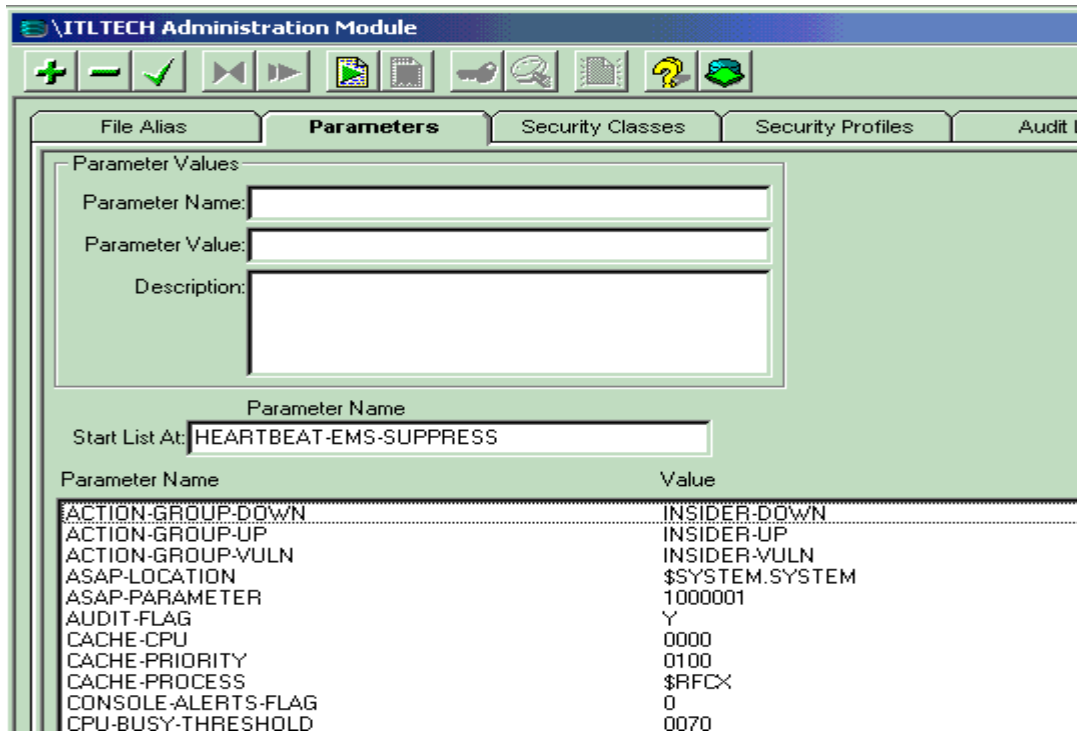 \ITLTECH Administration Module
File Alias Parameters Security Classes Security Profiles Audit
Parameter Values
Parameter Name:
Parameter Value:
Description:
Parameter Name
Start List At: HEARTBEAT-EMS-SUPPRESS
Parameter Name Value
ACTION-GROUP-DOWN INSIDER-DOWN
ACTION-GROUP-UP INSIDER-UP
ACTION-GROUP-VULN INSIDER-VULN
ASAP-LOCATION $SYSTEM.SYSTEM
ASAP-PARAMETER 1000001
AUDIT-FLAG Y
CACHE-CPU 0000
CACHE-PRIORITY 0100
CACHE-PROCESS $RFCX
CONSOLE-ALERTS-FLAG 0
CPU-BUSY-THRESHOLD 0070